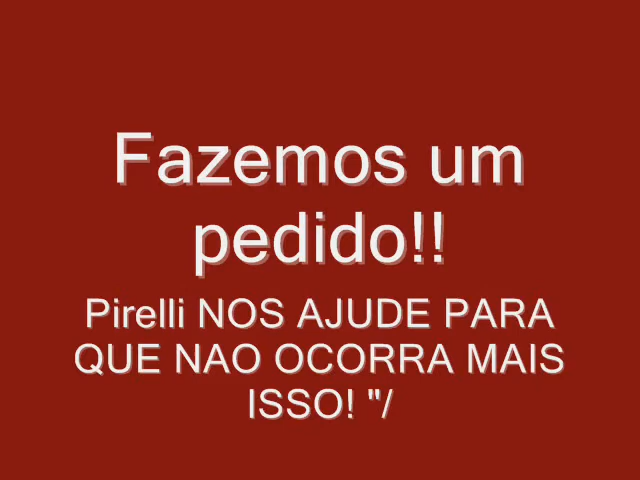 Fazemos um
pedido!!
Pirelli NOS AJUDE PARA
QUE NAO OCORRA MAIS
ISSO! "/